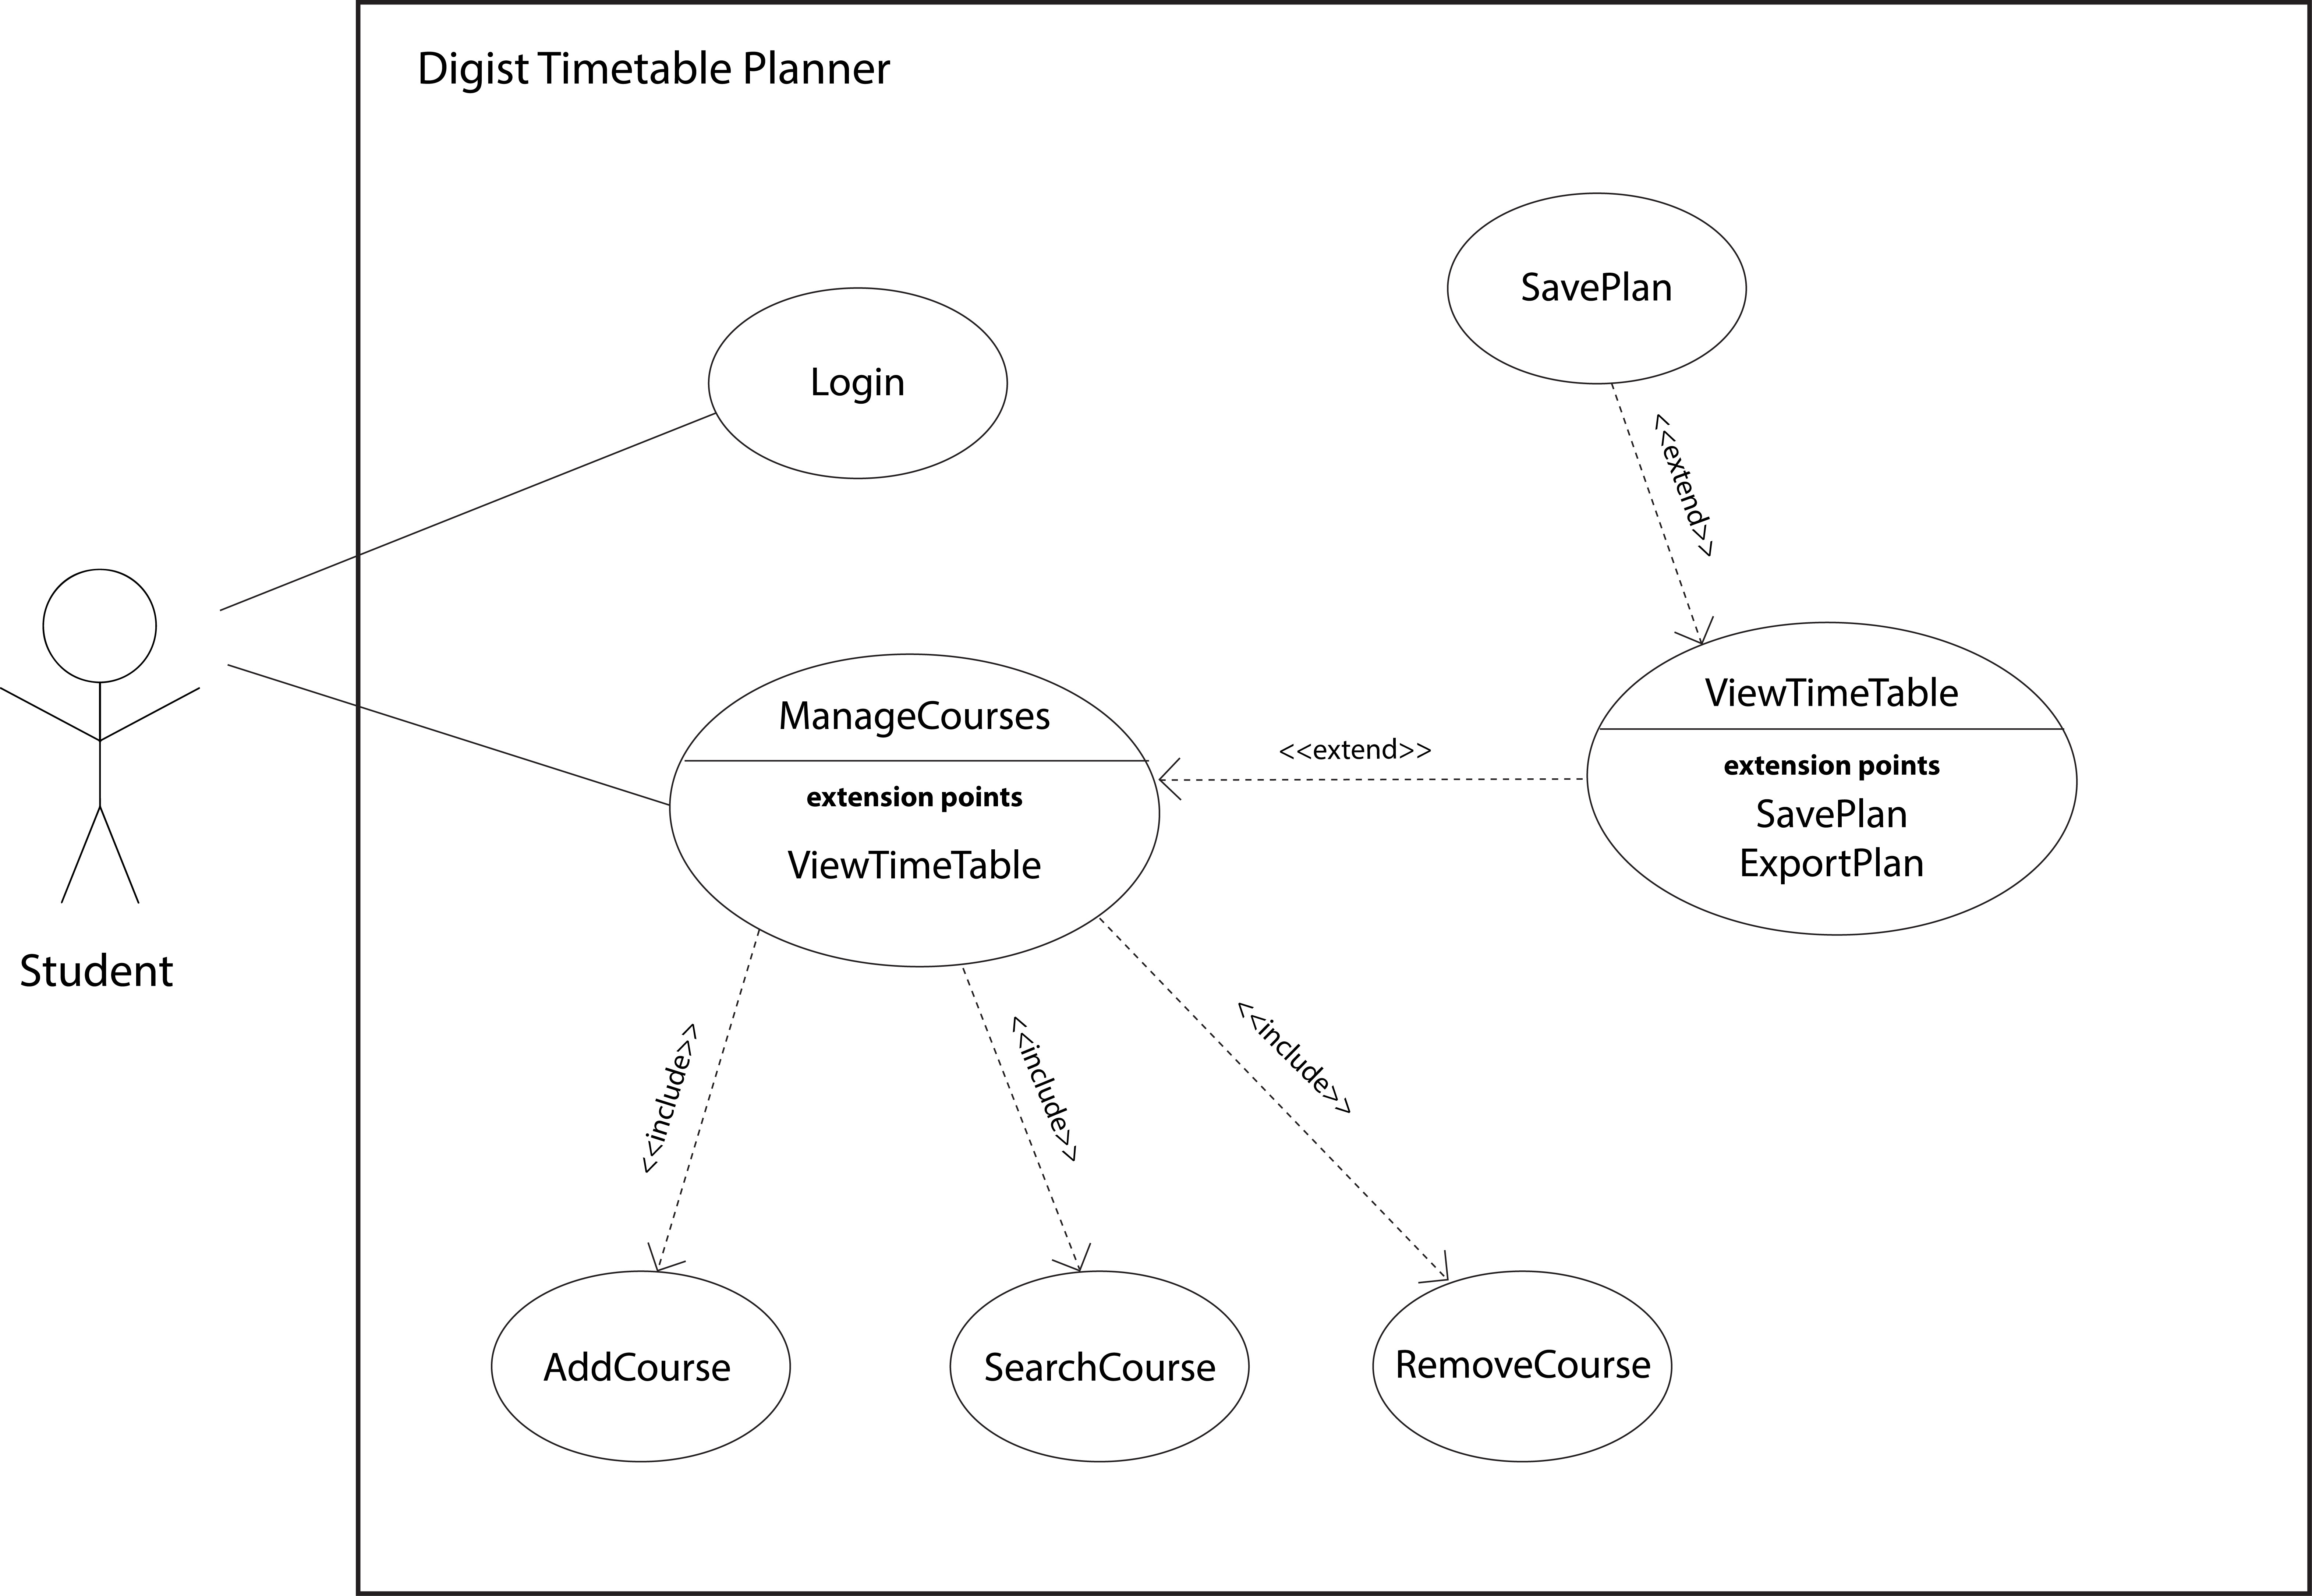 Digist Timetable Planner
SavePlan
Login
<<extend>>
ViewTimeTable
extension points
SavePlan
ExportPlan
<<extend>>
ManageCourses
extension points
ViewTimeTable
Student
<<include>>
<<include>>
<<include>>
AddCourse
SearchCourse
RemoveCourse